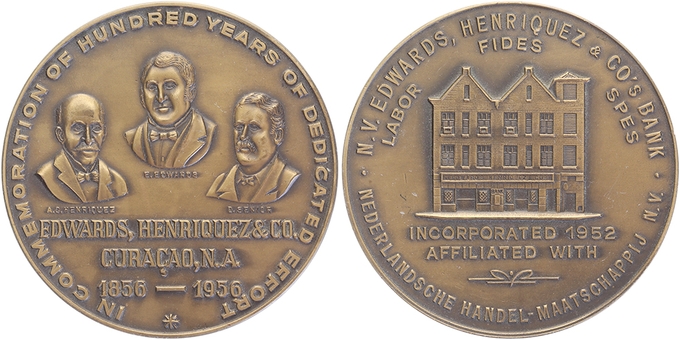 IN COMMEMORATION OF HUNDRED YEARS OF DEDICATED EFFORT
E. EDWARDS
A.C. HENRIQUEZ
D. SENIOR
EDWARDS, HENRIQUEZ & CO.
CURAÇAO, N.A.
1856 — 1956
· N.V. EDWARDS, HENRIQUEZ & CO'S BANK ·
FIDES
LABOR
SPES
INCORPORATED 1952
AFFILIATED WITH
NEDERLANDSCHE HANDEL-MAATSCHAPPIJ N.V.